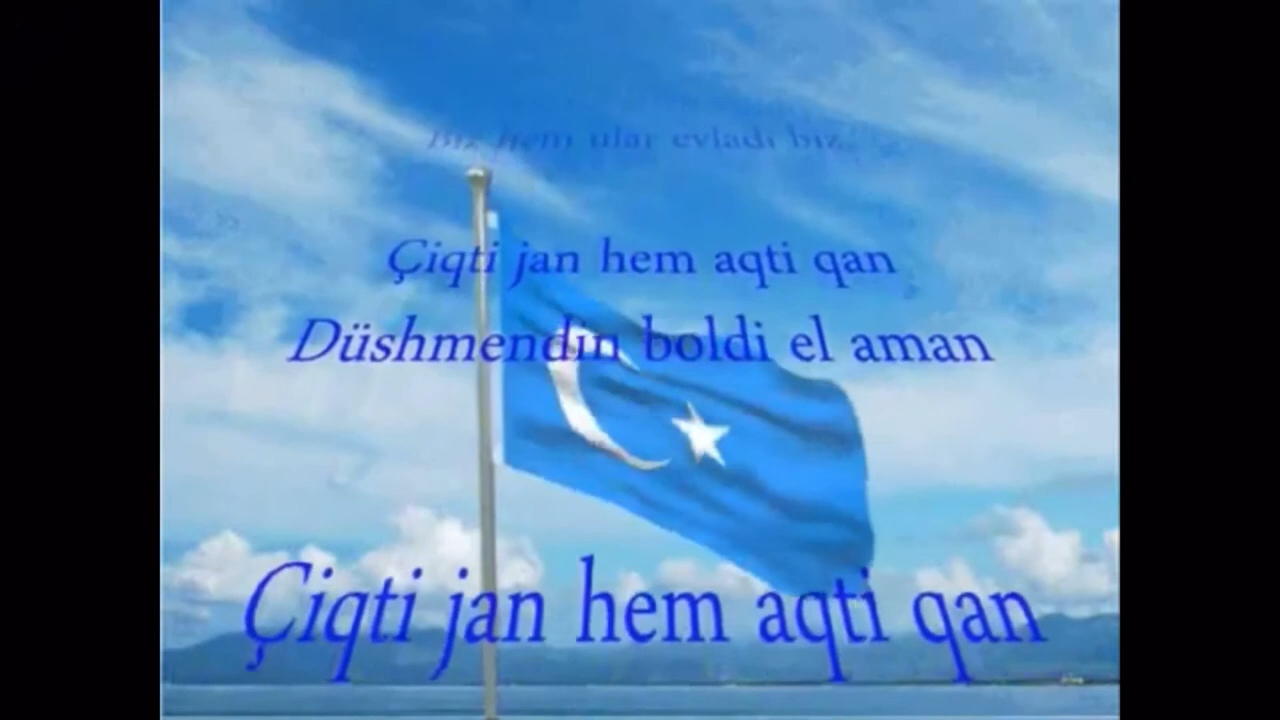 Biz hem ular evladi biz
Çiqti jan hem aqti qan
Düshmendin boldi el aman
Çiqti jan hem aqti qan